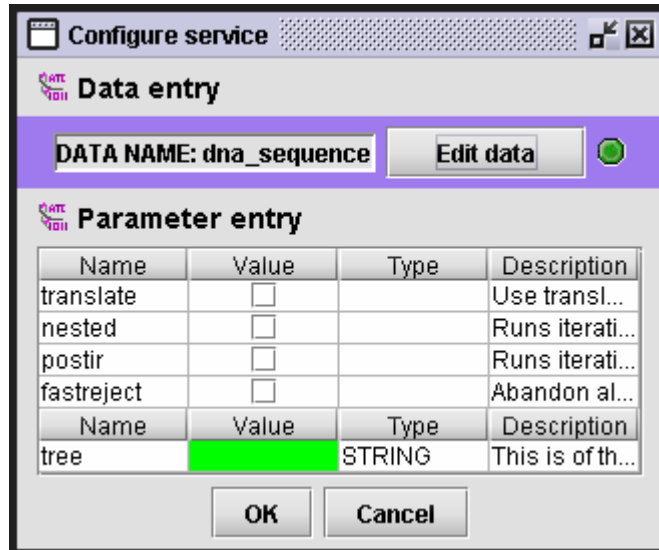 Configure service
Data entry
DATA NAME: dna_sequence Edit data
Parameter entry
Name Value Type Description
translate Use transl...
nested Runs iterati...
postir Runs iterati...
fastreject Abandon al...
Name Value Type Description
tree STRING This is of th...
OK Cancel